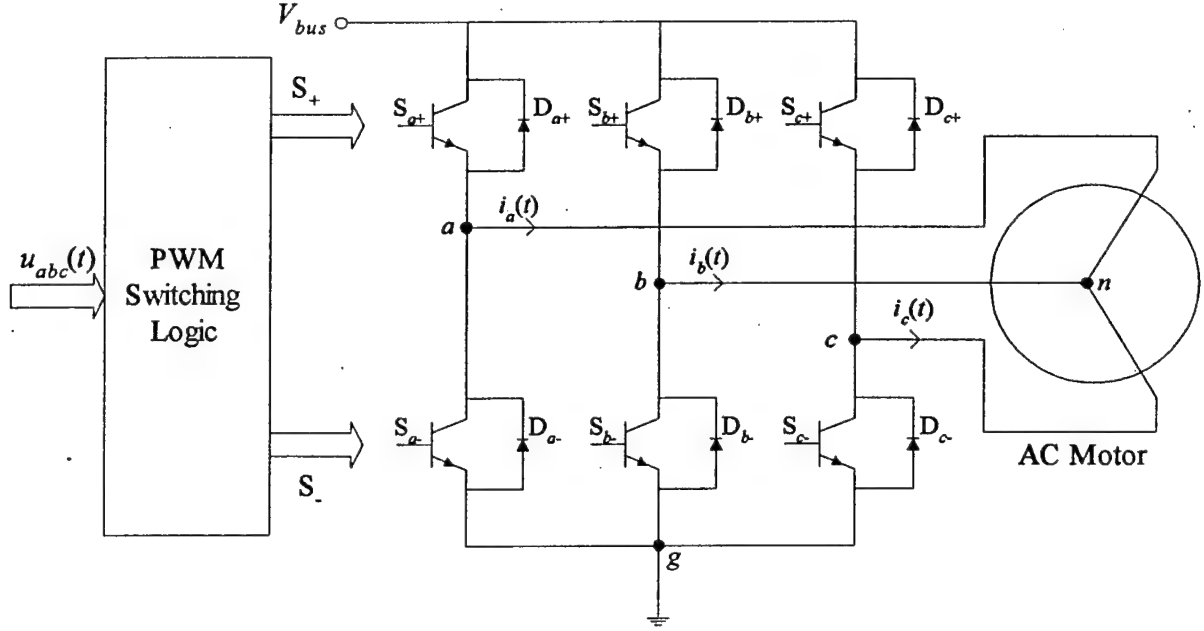 V_bus
S_+
S_a+
D_a+
S_b+
D_b+
S_c+
D_c+
i_a(t)
a
u_abc(t)
PWM
Switching
Logic
i_b(t)
b
n
i_c(t)
c
S_a-
D_a-
S_b-
D_b-
S_c-
D_c-
AC Motor
S_-
g